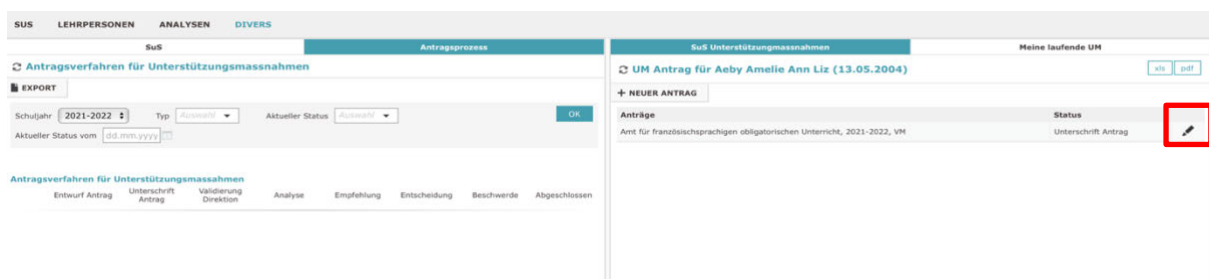 SUS LEHRPERSONEN ANALYSEN DIVERS
SuS Antragsprozess
Antragsverfahren für Unterstützungsmassnahmen
EXPORT
Schuljahr 2021-2022 Typ Auswahl Aktueller Status Auswahl OK
Aktueller Status vom dd.mm.yyyy
Antragsverfahren für Unterstützungsmassahmen
Entwurf Antrag Unterschrift Antrag Validierung Direktion Analyse Empfehlung Entscheidung Beschwerde Abgeschlossen
SuS Unterstützungmassnahmen Meine laufende UM
UM Antrag für Aeby Amelie Ann Liz (13.05.2004) xls pdf
+ NEUER ANTRAG
Anträge Status
Amt für französischsprachigen obligatorischen Unterricht, 2021-2022, VM Unterschrift Antrag